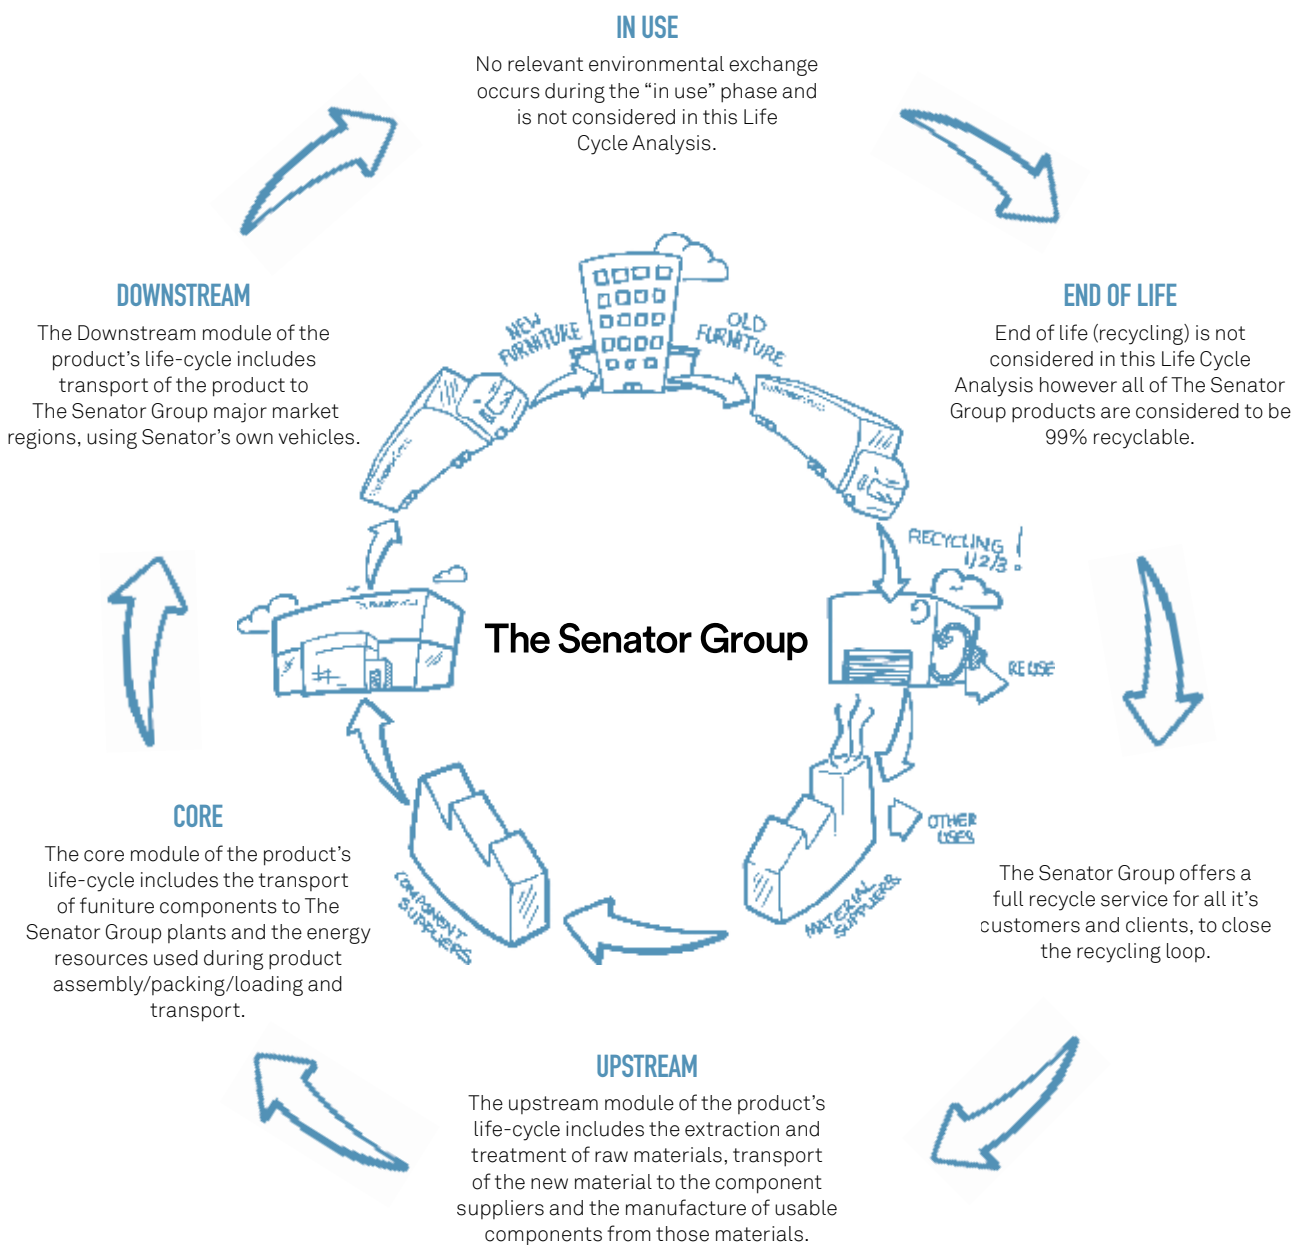 IN USE
No relevant environmental exchange
occurs during the “in use” phase and
is not considered in this Life
Cycle Analysis.
DOWNSTREAM
The Downstream module of the
product’s life-cycle includes
transport of the product to
The Senator Group major market
regions, using Senator’s own vehicles.
END OF LIFE
End of life (recycling) is not
considered in this Life Cycle
Analysis however all of The Senator
Group products are considered to be
99% recyclable.
NEW
FURNITURE
OLD
FURNITURE
RECYCLING
1/2/3 !
The Senator Group
RE USE
OTHER
USES
COMPONENT
SUPPLIERS
MATERIAL
SUPPLIERS
CORE
The core module of the product’s
life-cycle includes the transport
of funiture components to The
Senator Group plants and the energy
resources used during product
assembly/packing/loading and
transport.
The Senator Group offers a
full recycle service for all it’s
customers and clients, to close
the recycling loop.
UPSTREAM
The upstream module of the product’s
life-cycle includes the extraction and
treatment of raw materials, transport
of the new material to the component
suppliers and the manufacture of usable
components from those materials.